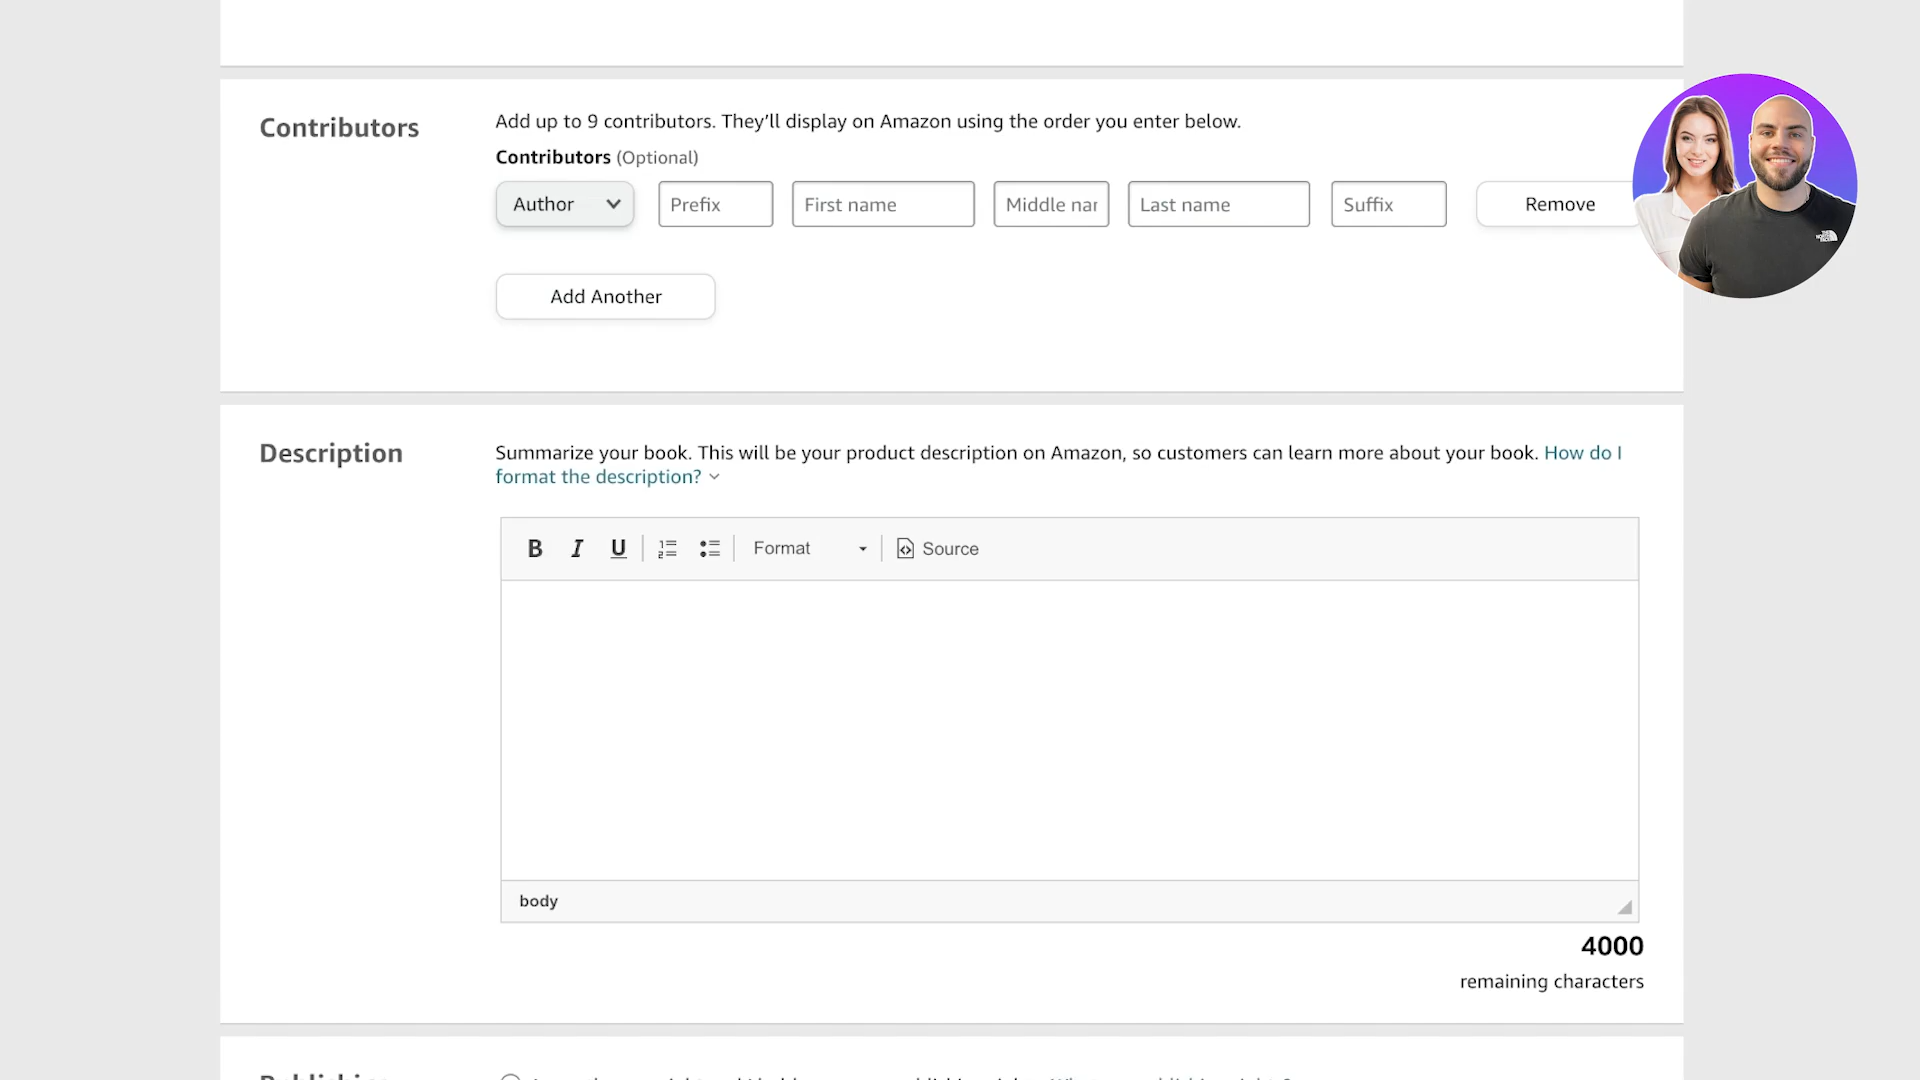 Contributors
Add up to 9 contributors. They'll display on Amazon using the order you enter below.
Contributors (Optional)
Author
Prefix
First name
Middle nar
Last name
Suffix
Remove
Add Another
Description
Summarize your book. This will be your product description on Amazon, so customers can learn more about your book. How do I
format the description?
B I U
Format
Source
body
4000
remaining characters